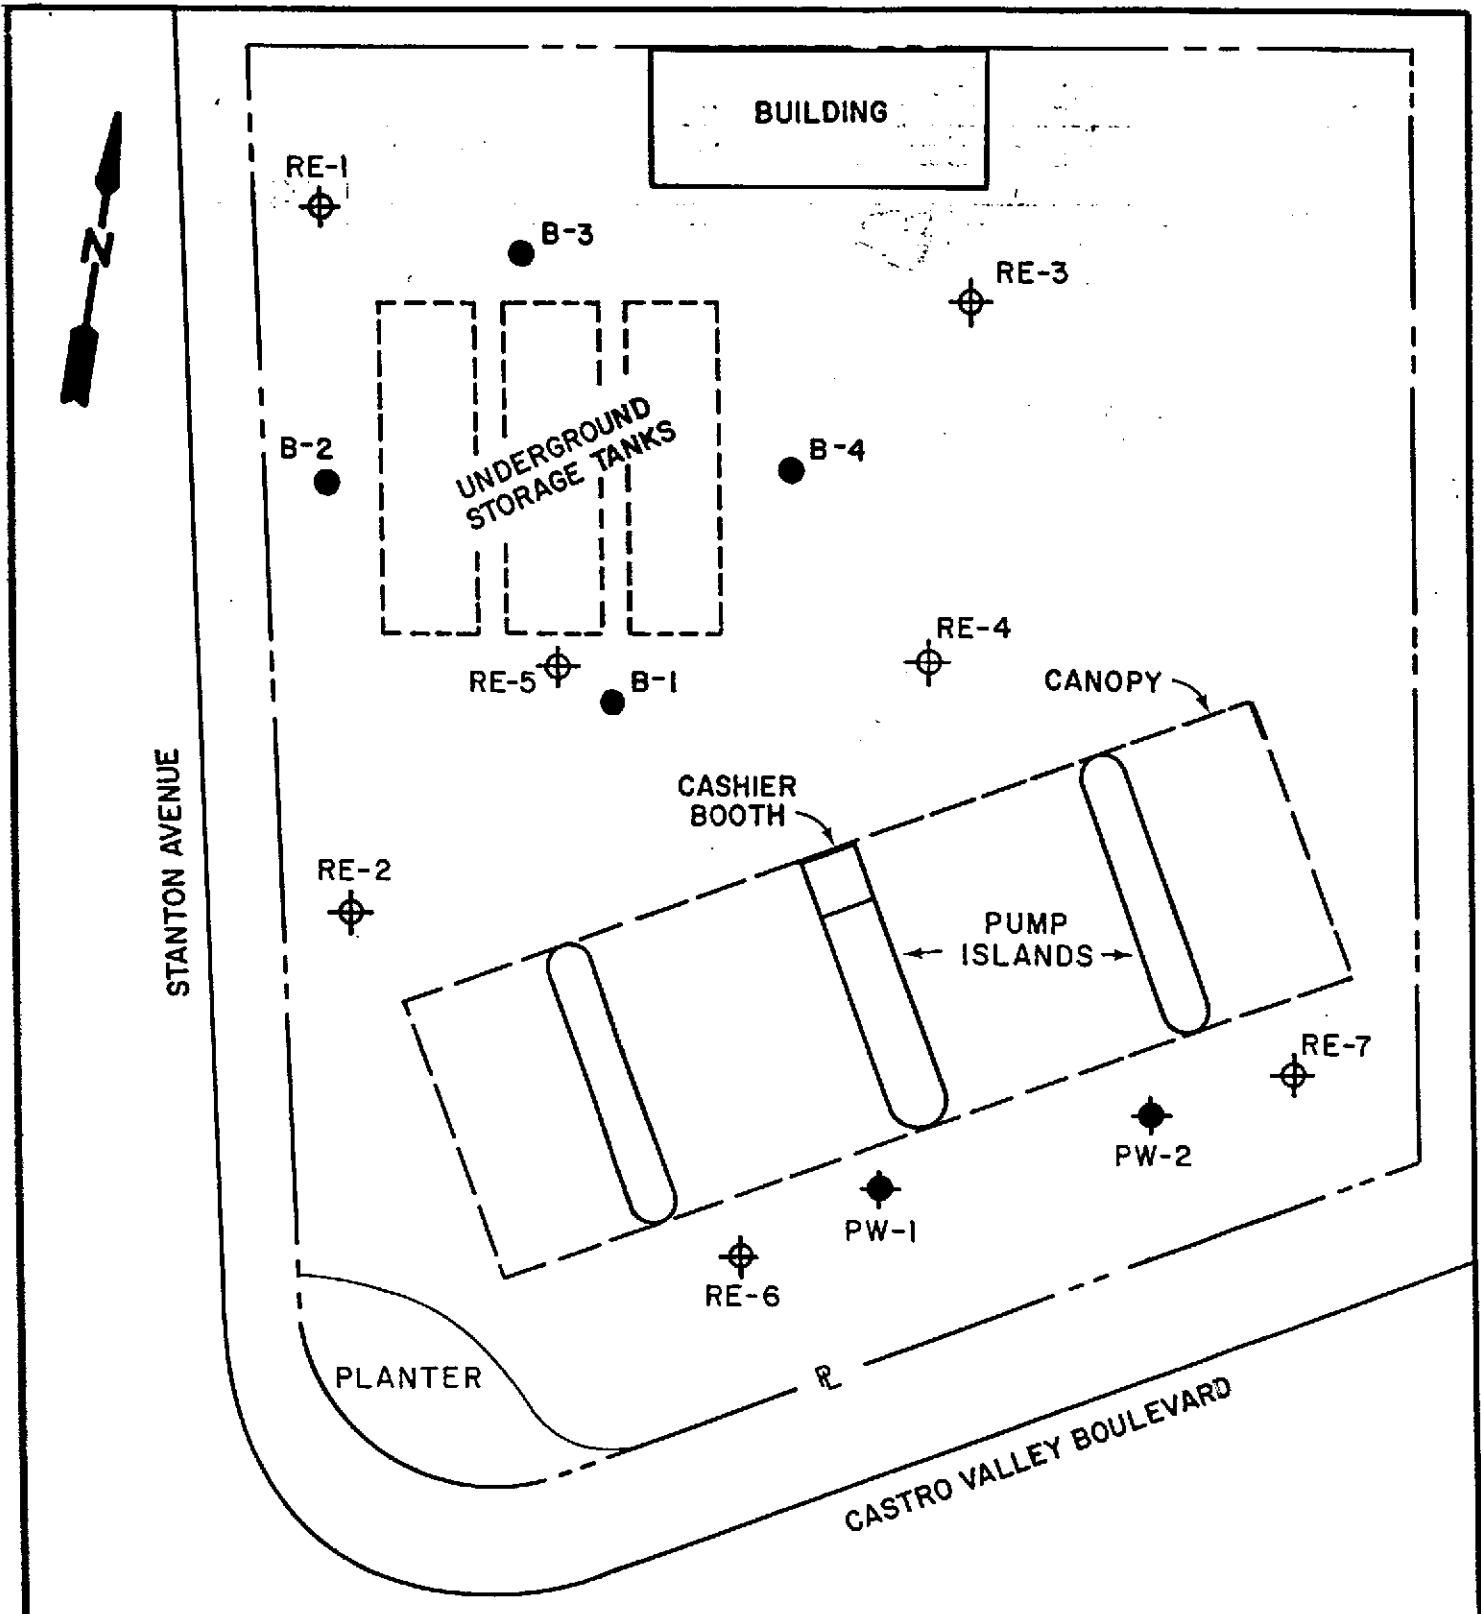 BUILDING
RE-1
N
B-3
RE-3
B-2
UNDERGROUND
STORAGE TANKS
B-4
RE-4
RE-5
B-1
CANOPY
CASHIER
BOOTH
STANTON AVENUE
RE-2
PUMP
ISLANDS
RE-7
PW-2
PW-1
RE-6
PLANTER
PL
CASTRO VALLEY BOULEVARD